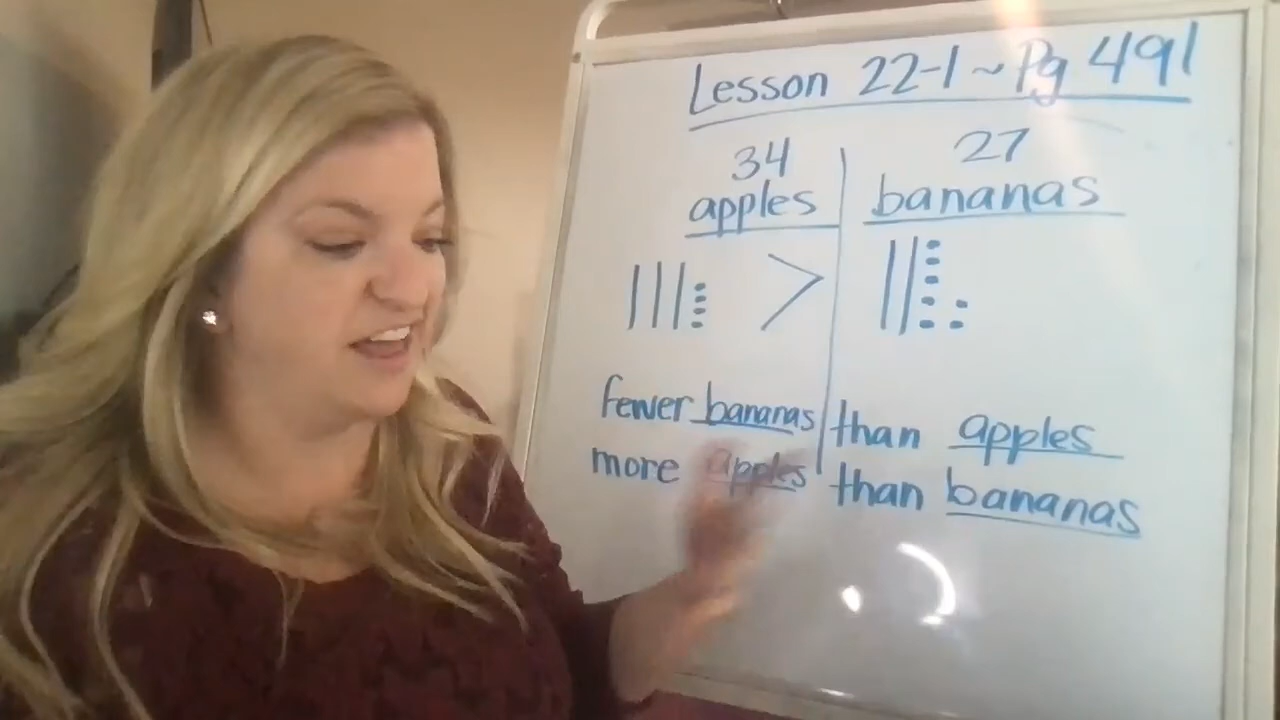 Lesson 22-1 ~ Pg 491
34 27
apples bananas
>
fewer bananas than apples
more apples than bananas